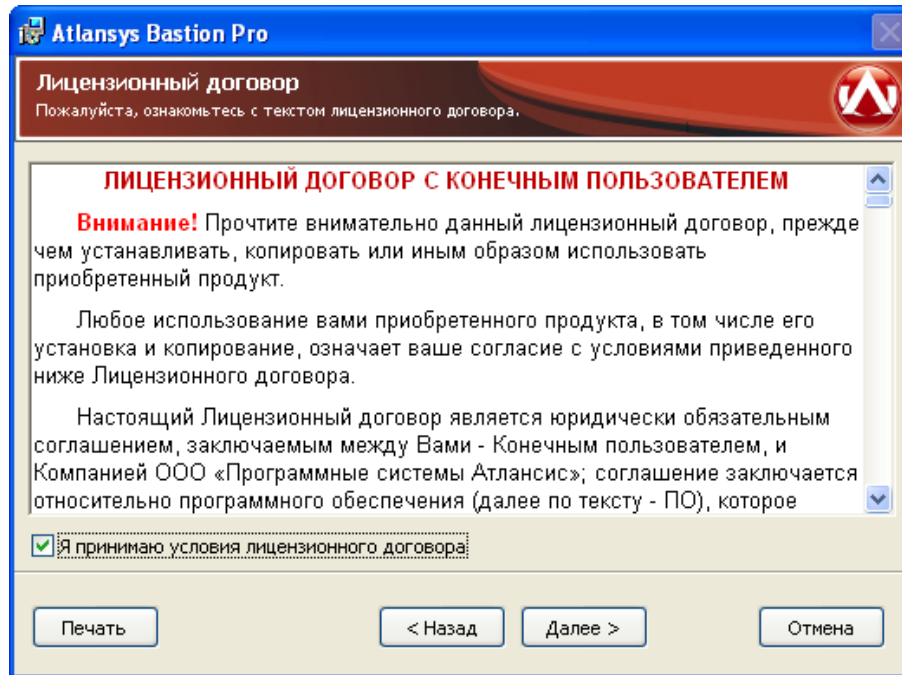 Atlansys Bastion Pro
Лицензионный договор
Пожалуйста, ознакомьтесь с текстом лицензионного договора.
ЛИЦЕНЗИОННЫЙ ДОГОВОР С КОНЕЧНЫМ ПОЛЬЗОВАТЕЛЕМ
Внимание! Прочтите внимательно данный лицензионный договор, прежде
чем устанавливать, копировать или иным образом использовать
приобретенный продукт.
Любое использование вами приобретенного продукта, в том числе его
установка и копирование, означает ваше согласие с условиями приведенного
ниже Лицензионного договора.
Настоящий Лицензионный договор является юридически обязательным
соглашением, заключаемым между Вами - Конечным пользователем, и
Компанией ООО «Программные системы Атлансис»; соглашение заключается
относительно программного обеспечения (далее по тексту - ПО), которое
Я принимаю условия лицензионного договора
Печать
< Назад
Далее >
Отмена